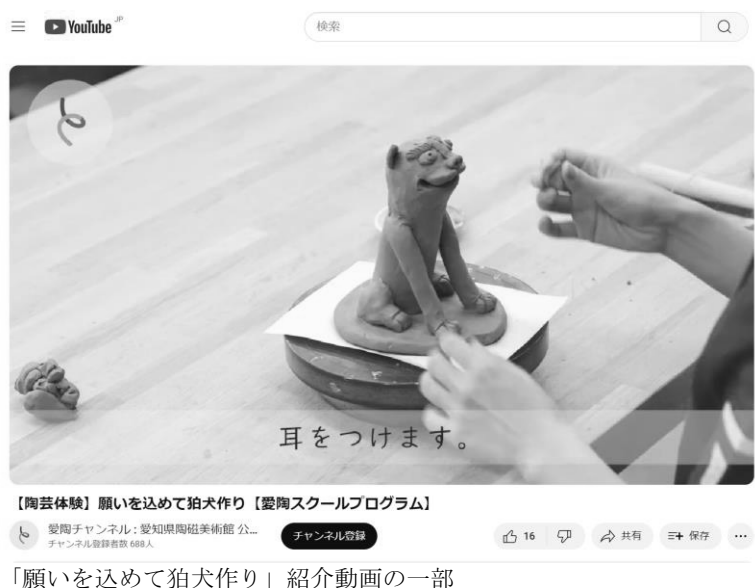 YouTube JP
検索
耳をつけます。
【陶芸体験】願いを込めて狛犬作り【愛陶スクールプログラム】
愛陶チャンネル : 愛知県陶磁美術館 公...
チャンネル登録者数 688人
チャンネル登録
16
共有
保存
「願いを込めて狛犬作り」紹介動画の一部